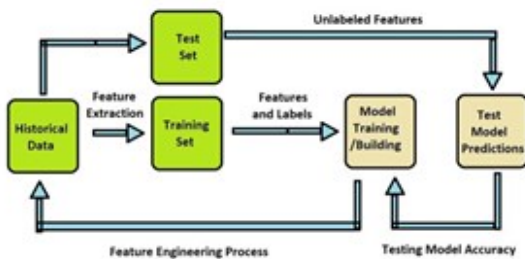 Unlabeled Features
Test
Set
Feature
Extraction
Features
and Labels
Historical
Data
Training
Set
Model
Training
/Building
Test
Model
Predictions
Feature Engineering Process
Testing Model Accuracy